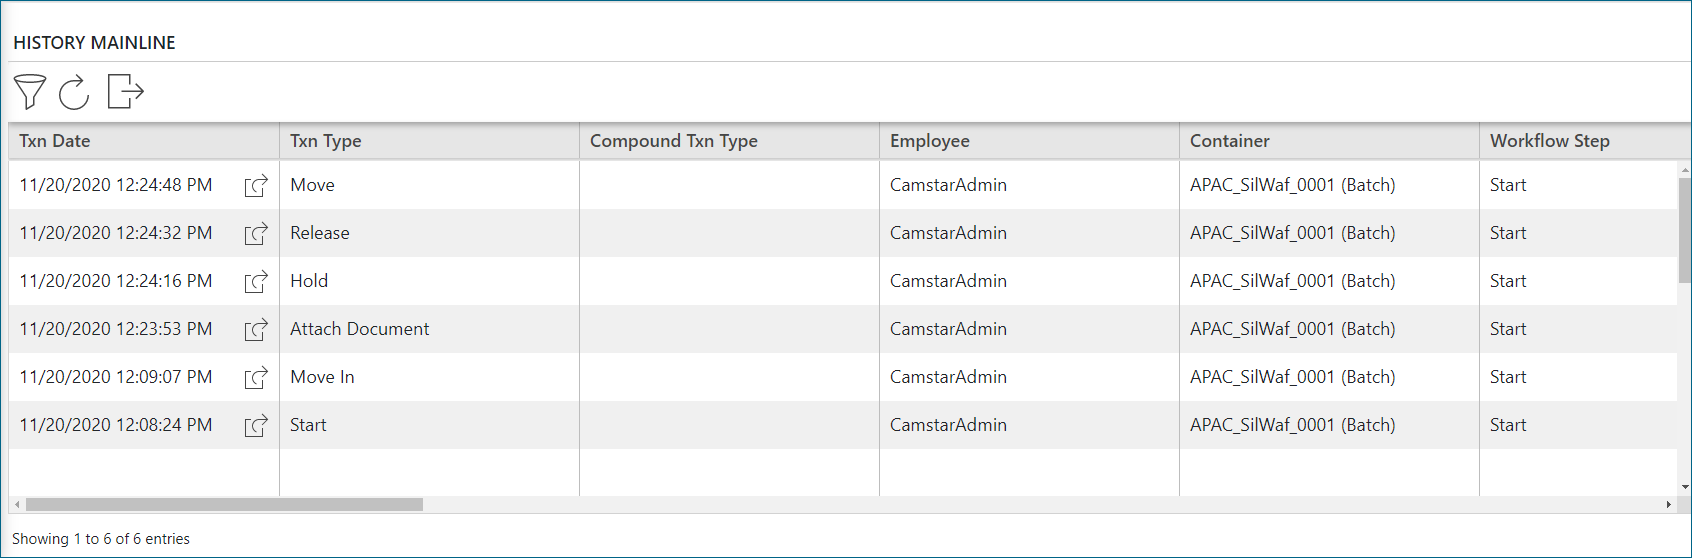 HISTORY MAINLINE
Txn Date Txn Type Compound Txn Type Employee Container Workflow Step
11/20/2020 12:24:48 PM Move CamstarAdmin APAC_SilWaf_0001 (Batch) Start
11/20/2020 12:24:32 PM Release CamstarAdmin APAC_SilWaf_0001 (Batch) Start
11/20/2020 12:24:16 PM Hold CamstarAdmin APAC_SilWaf_0001 (Batch) Start
11/20/2020 12:23:53 PM Attach Document CamstarAdmin APAC_SilWaf_0001 (Batch) Start
11/20/2020 12:09:07 PM Move In CamstarAdmin APAC_SilWaf_0001 (Batch) Start
11/20/2020 12:08:24 PM Start CamstarAdmin APAC_SilWaf_0001 (Batch) Start
Showing 1 to 6 of 6 entries